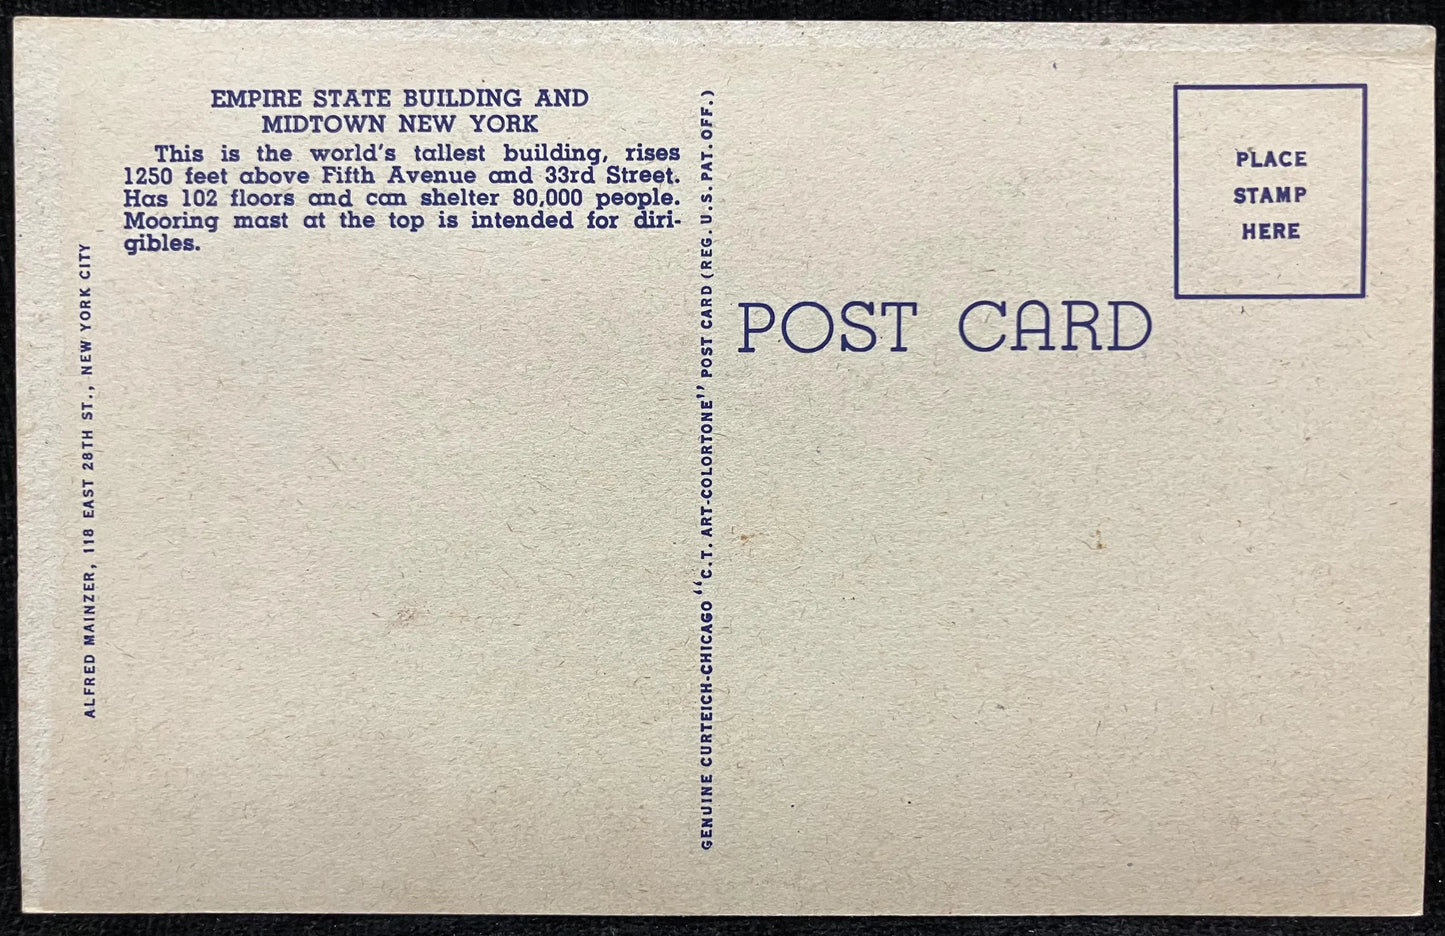 EMPIRE STATE BUILDING AND
MIDTOWN NEW YORK
This is the world's tallest building, rises
1250 feet above Fifth Avenue and 33rd Street.
Has 102 floors and can shelter 80,000 people.
Mooring mast at the top is intended for diri-
gibles.
ALFRED MAINZER, 118 EAST 28TH ST., NEW YORK CITY
GENUINE CURTEICH-CHICAGO "C.T. ART-COLORTONE" POST CARD (REG. U.S. PAT. OFF.)
POST CARD
PLACE
STAMP
HERE